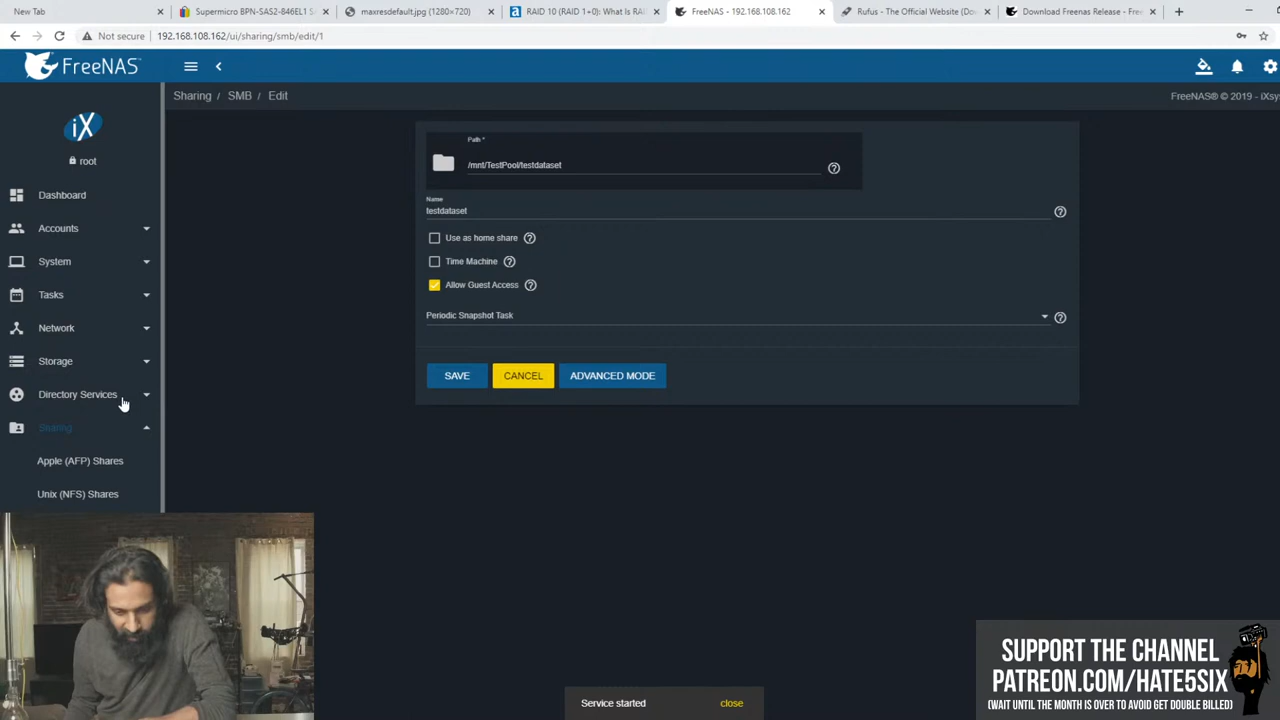 New Tab
Supermicro BPN-SAS2-846EL1 S
maxresdefault.jpg (1280×720)
RAID 10 (RAID 1+0): What Is RAI
FreeNAS - 192.168.108.162
Rufus - The Official Website (Do
Download Freenas Release - Fre
Not secure
192.168.108.162/ui/sharing/smb/edit/1
FreeNAS
iX
root
Sharing / SMB / Edit
FreeNAS® © 2019 - iXsy
Dashboard
Accounts
System
Tasks
Network
Storage
Directory Services
Sharing
Apple (AFP) Shares
Unix (NFS) Shares
Path *
/mnt/TestPool/testdataset
Name
testdataset
Use as home share
Time Machine
Allow Guest Access
Periodic Snapshot Task
SAVE
CANCEL
ADVANCED MODE
Service started
close
SUPPORT THE CHANNEL
PATREON.COM/HATE5SIX
(WAIT UNTIL THE MONTH IS OVER TO AVOID GET DOUBLE BILLED)